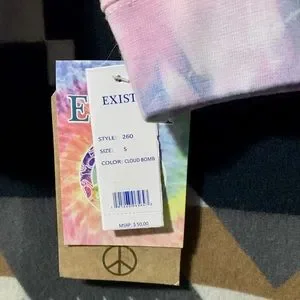 E
EXIST
STYLE: 260
SIZE: S
COLOR: CLOUD BOMB
MSRP: $ 50.00